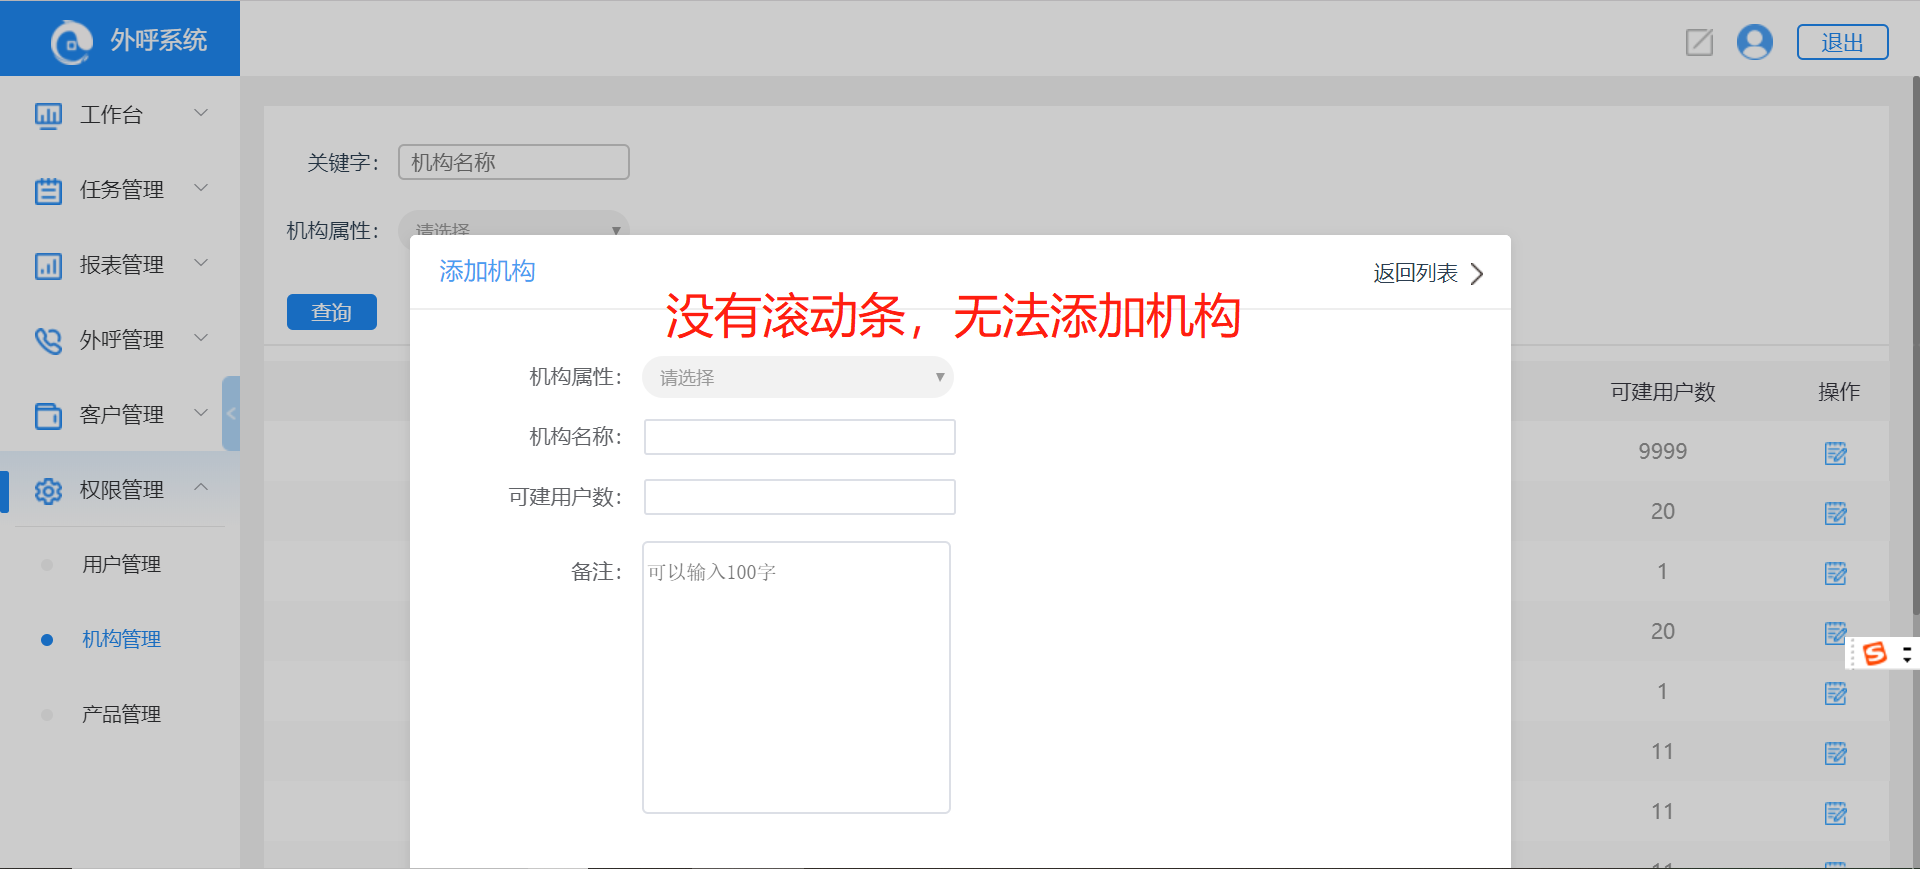 外呼系统
退出
工作台
任务管理
报表管理
外呼管理
客户管理
权限管理
用户管理
机构管理
产品管理
关键字：
机构名称
机构属性：
请选择
查询
添加机构
返回列表
没有滚动条，无法添加机构
机构属性：
请选择
机构名称：
可建用户数：
备注：
可以输入100字
可建用户数
操作
9999
20
1
20
1
11
11